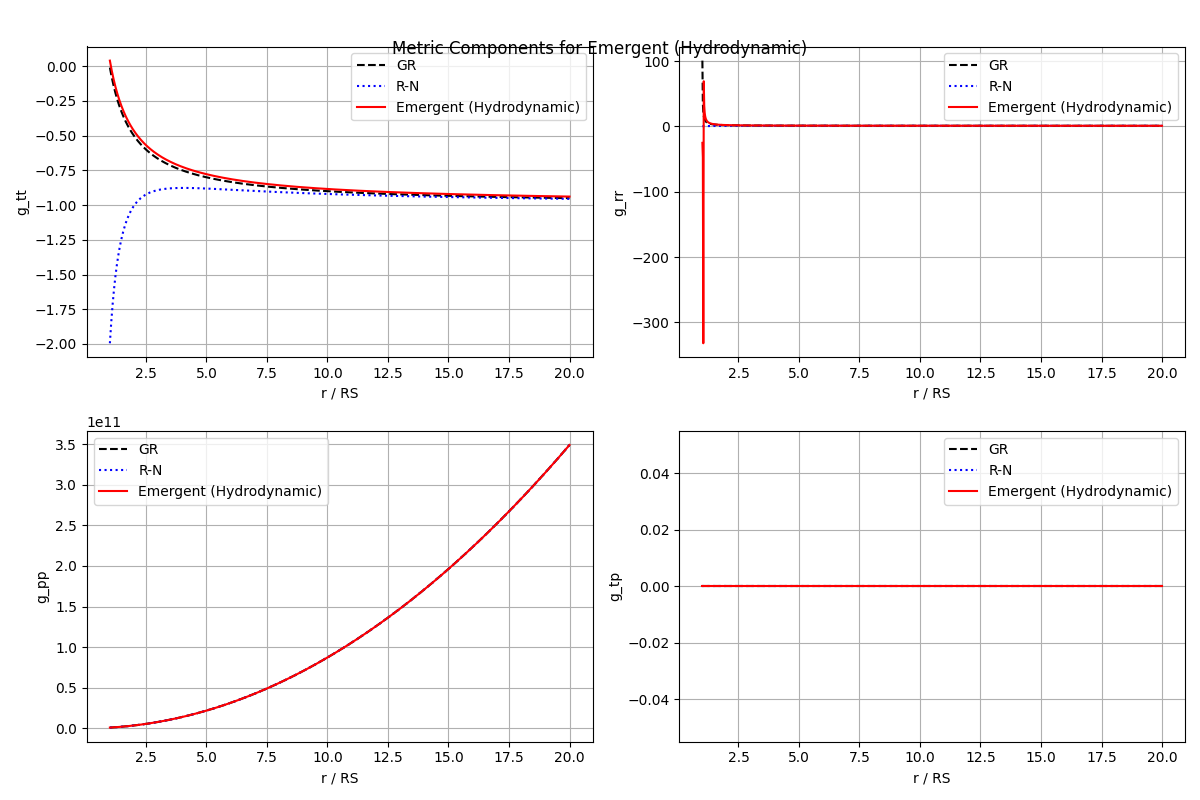 Metric Components for Emergent (Hydrodynamic)
g_tt
0.00
−0.25
−0.50
−0.75
−1.00
−1.25
−1.50
−1.75
−2.00
GR
R-N
Emergent (Hydrodynamic)
2.5 5.0 7.5 10.0 12.5 15.0 17.5 20.0
r / RS
g_rr
100
0
−100
−200
−300
GR
R-N
Emergent (Hydrodynamic)
2.5 5.0 7.5 10.0 12.5 15.0 17.5 20.0
r / RS
1e11
g_pp
3.5
3.0
2.5
2.0
1.5
1.0
0.5
0.0
GR
R-N
Emergent (Hydrodynamic)
2.5 5.0 7.5 10.0 12.5 15.0 17.5 20.0
r / RS
g_tp
0.04
0.02
0.00
−0.02
−0.04
GR
R-N
Emergent (Hydrodynamic)
2.5 5.0 7.5 10.0 12.5 15.0 17.5 20.0
r / RS